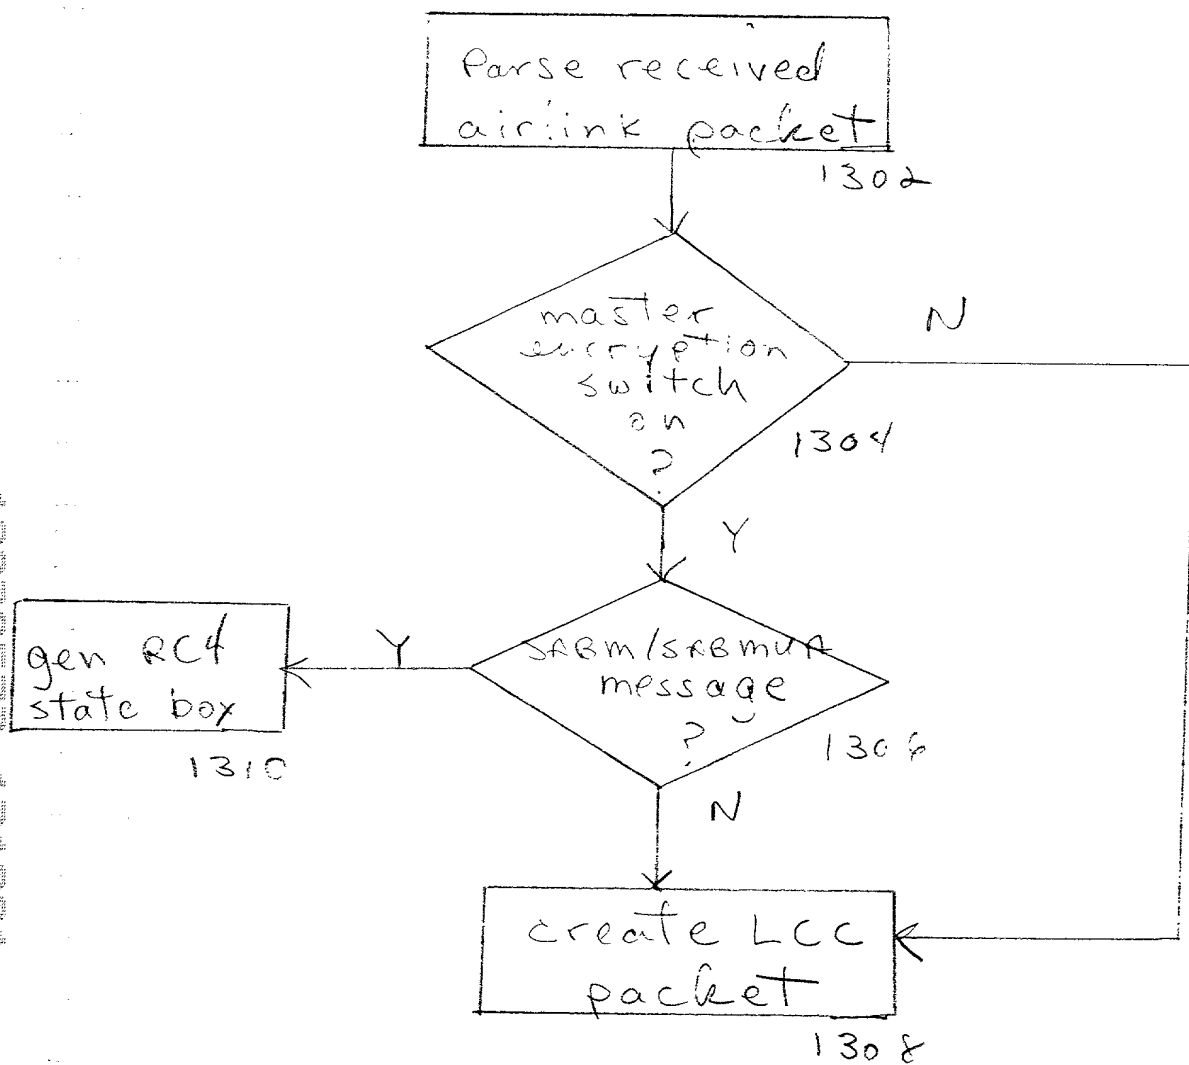 Parse received
airlink packet
1302
master
encryption
switch
on
?
N
1304
Y
SABM/SABMUA
message
?
1306
Y
gen RC4
state box
1310
N
create LCC
packet
1308